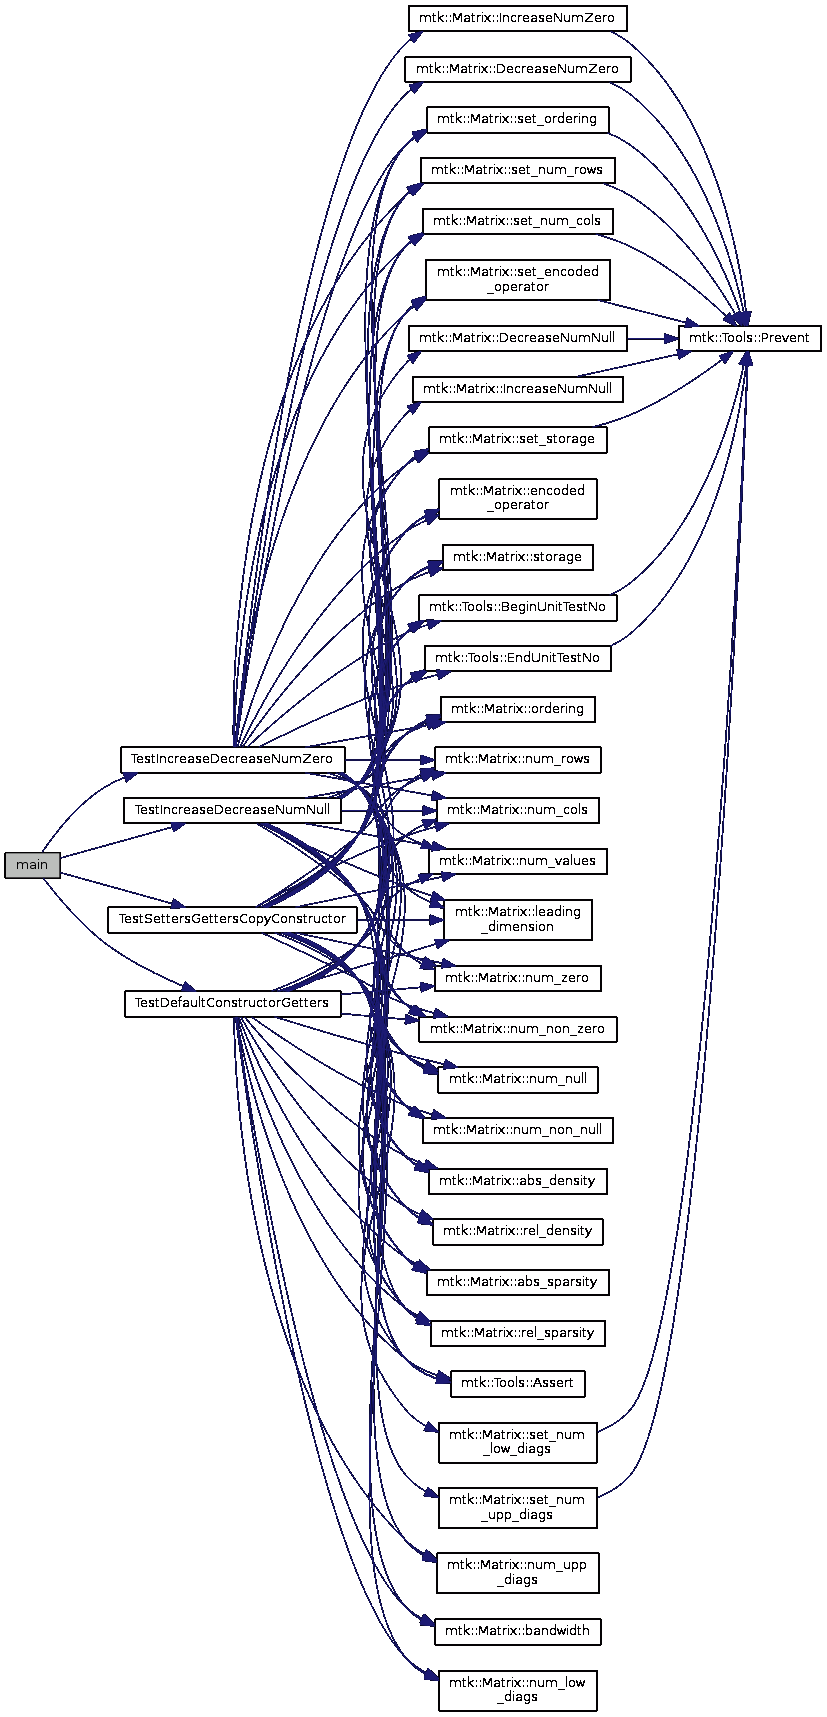 mtk::Matrix::IncreaseNumZero
mtk::Matrix::DecreaseNumZero
mtk::Matrix::set_ordering
mtk::Matrix::set_num_rows
mtk::Matrix::set_num_cols
mtk::Matrix::set_encoded
_operator
mtk::Matrix::DecreaseNumNull
mtk::Tools::Prevent
mtk::Matrix::IncreaseNumNull
mtk::Matrix::set_storage
mtk::Matrix::encoded
_operator
mtk::Matrix::storage
mtk::Tools::BeginUnitTestNo
mtk::Tools::EndUnitTestNo
mtk::Matrix::ordering
TestIncreaseDecreaseNumZero
mtk::Matrix::num_rows
TestIncreaseDecreaseNumNull
mtk::Matrix::num_cols
main
mtk::Matrix::num_values
TestSettersGettersCopyConstructor
mtk::Matrix::leading
_dimension
mtk::Matrix::num_zero
TestDefaultConstructorGetters
mtk::Matrix::num_non_zero
mtk::Matrix::num_null
mtk::Matrix::num_non_null
mtk::Matrix::abs_density
mtk::Matrix::rel_density
mtk::Matrix::abs_sparsity
mtk::Matrix::rel_sparsity
mtk::Tools::Assert
mtk::Matrix::set_num
_low_diags
mtk::Matrix::set_num
_upp_diags
mtk::Matrix::num_upp
_diags
mtk::Matrix::bandwidth
mtk::Matrix::num_low
_diags